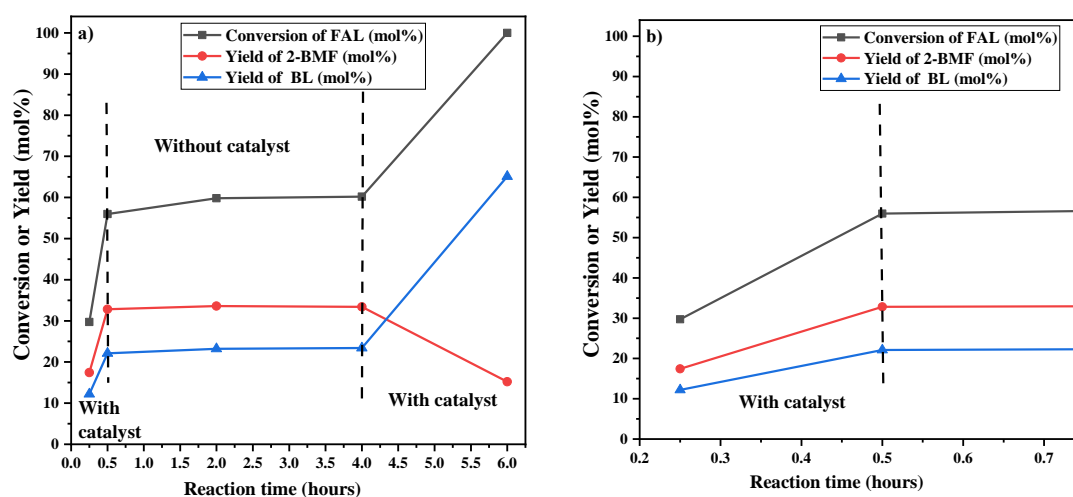 a)
Conversion of FAL (mol%)
Yield of 2-BMF (mol%)
Yield of  BL (mol%)
Without catalyst
With
catalyst
With catalyst
Conversion or Yield (mol%)
100
90
80
70
60
50
40
30
20
10
0
0.0 0.5 1.0 1.5 2.0 2.5 3.0 3.5 4.0 4.5 5.0 5.5 6.0
Reaction time (hours)
b)
Conversion of FAL (mol%)
Yield of 2-BMF (mol%)
Yield of  BL (mol%)
With catalyst
Conversion or Yield (mol%)
100
90
80
70
60
50
40
30
20
10
0
0.2 0.3 0.4 0.5 0.6 0.7
Reaction time (hours)